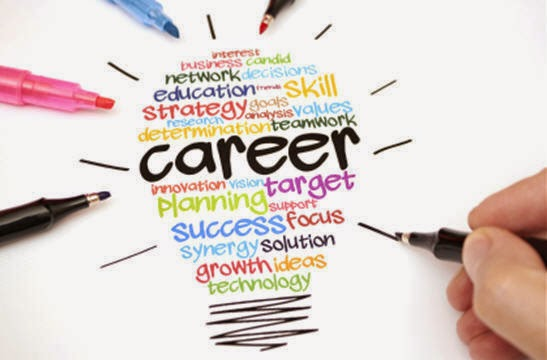 interest
business candid
network decisions
education trends skill
strategy goals
research analysis values
determination teamwork
career
innovation vision target
planning support
success focus
synergy solution
growth ideas
technology